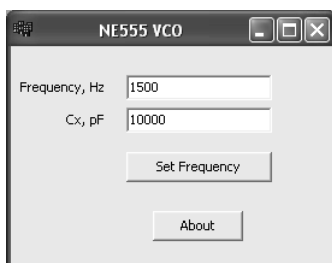 NE555 VCO
Frequency, Hz 1500
Cx, pF 10000
Set Frequency
About